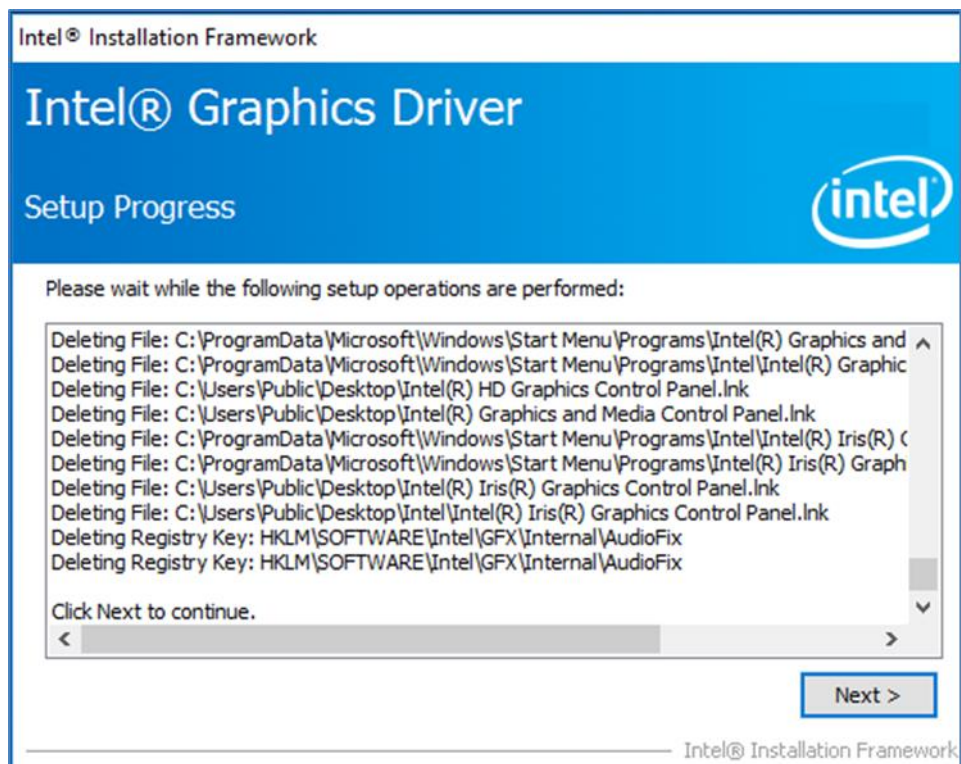 Intel® Installation Framework
Intel® Graphics Driver
Setup Progress
intel
Please wait while the following setup operations are performed:
Deleting File: C:\ProgramData\Microsoft\Windows\Start Menu\Programs\Intel(R) Graphics and
Deleting File: C:\ProgramData\Microsoft\Windows\Start Menu\Programs\Intel\Intel(R) Graphic
Deleting File: C:\Users\Public\Desktop\Intel(R) HD Graphics Control Panel.lnk
Deleting File: C:\Users\Public\Desktop\Intel(R) Graphics and Media Control Panel.lnk
Deleting File: C:\ProgramData\Microsoft\Windows\Start Menu\Programs\Intel\Intel(R) Iris(R) G
Deleting File: C:\ProgramData\Microsoft\Windows\Start Menu\Programs\Intel(R) Iris(R) Graph
Deleting File: C:\Users\Public\Desktop\Intel(R) Iris(R) Graphics Control Panel.lnk
Deleting File: C:\Users\Public\Desktop\Intel\Intel(R) Iris(R) Graphics Control Panel.lnk
Deleting Registry Key: HKLM\SOFTWARE\Intel\GFX\Internal\AudioFix
Deleting Registry Key: HKLM\SOFTWARE\Intel\GFX\Internal\AudioFix
Click Next to continue.
Next >
Intel® Installation Framework